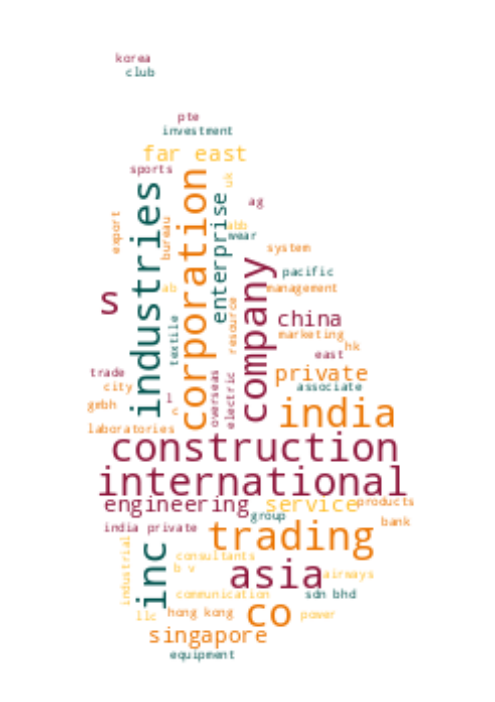 korea
club
pte
investment
far east
sports
uk
industries
corporation
enterprise
ag
export
bureau
abb
wear
system
company
pacific
ab
management
s
resource
china
textile
marketing
hk
east
trade
overseas
electric
private
city
associate
l
gmbh
c
india
laboratories
construction
international
engineering
service
products
group
bank
india private
trading
industrial
inc
consultants
b v
asia
airways
communication
sdn bhd
llc
hong kong
co
power
singapore
equipment